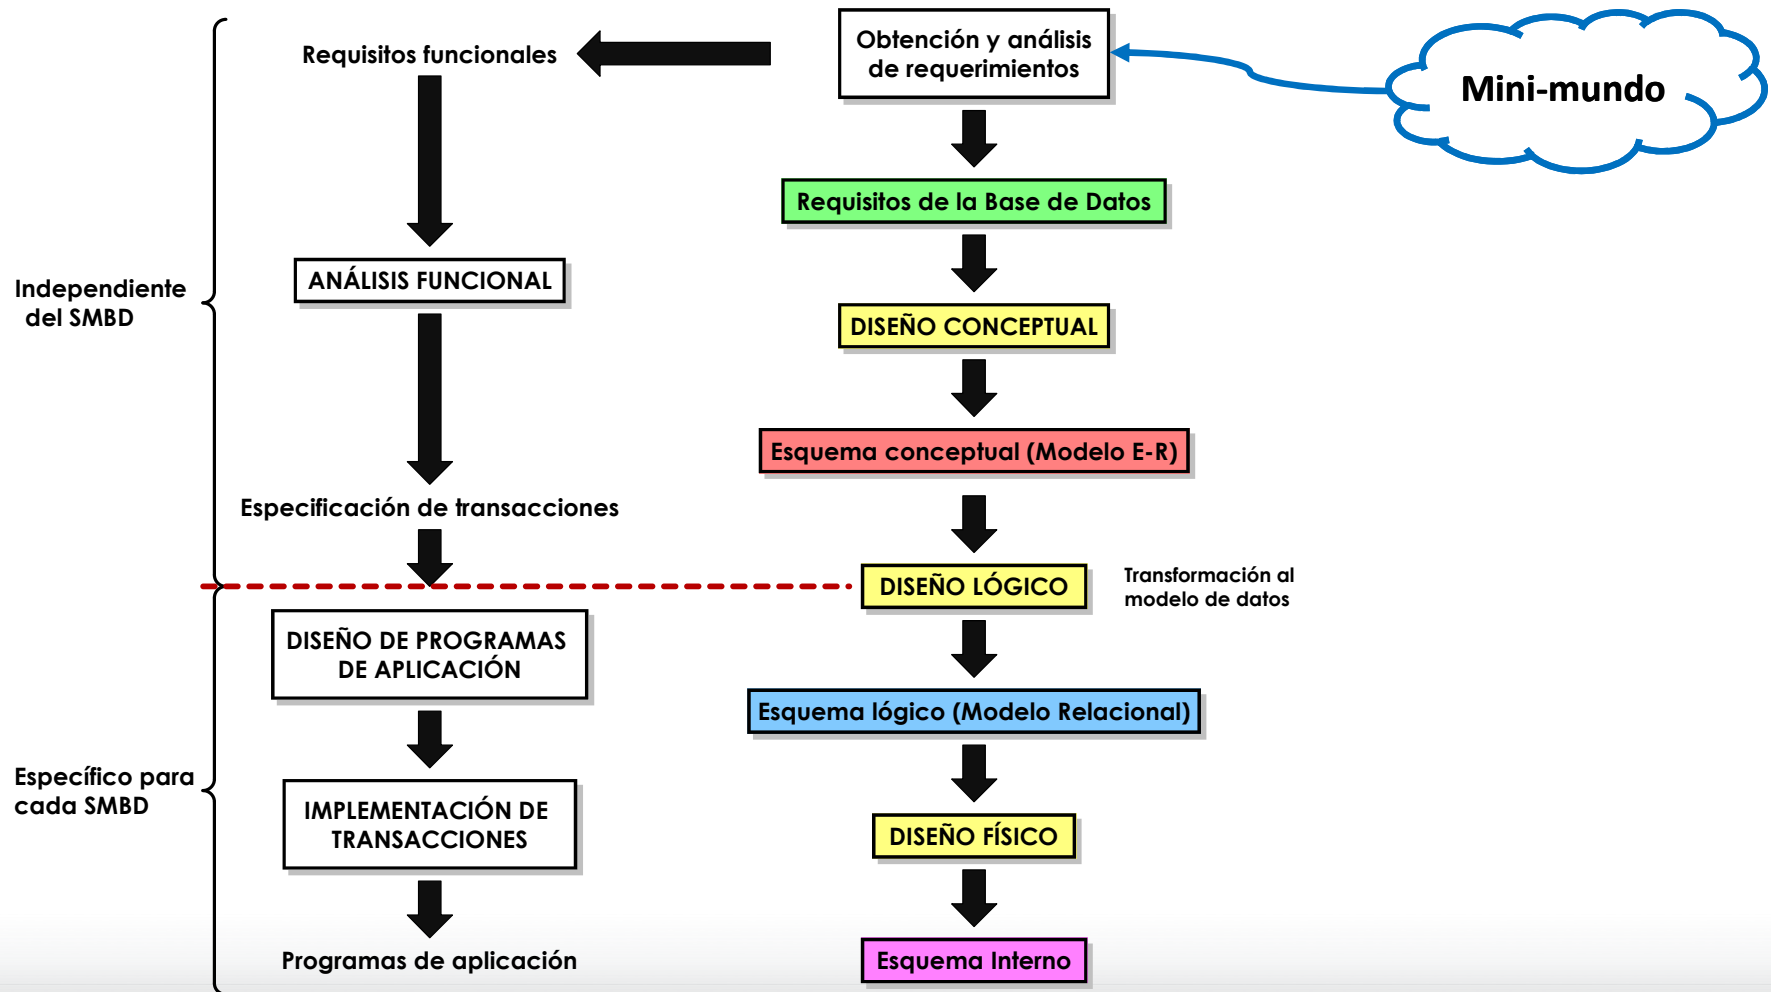 Requisitos funcionales
Obtención y análisis
de requerimientos
Mini-mundo
Requisitos de la Base de Datos
Independiente
del SMBD
ANÁLISIS FUNCIONAL
DISEÑO CONCEPTUAL
Esquema conceptual (Modelo E-R)
Especificación de transacciones
DISEÑO LÓGICO
Transformación al
modelo de datos
DISEÑO DE PROGRAMAS
DE APLICACIÓN
Esquema lógico (Modelo Relacional)
Específico para
cada SMBD
IMPLEMENTACIÓN DE
TRANSACCIONES
DISEÑO FÍSICO
Programas de aplicación
Esquema Interno